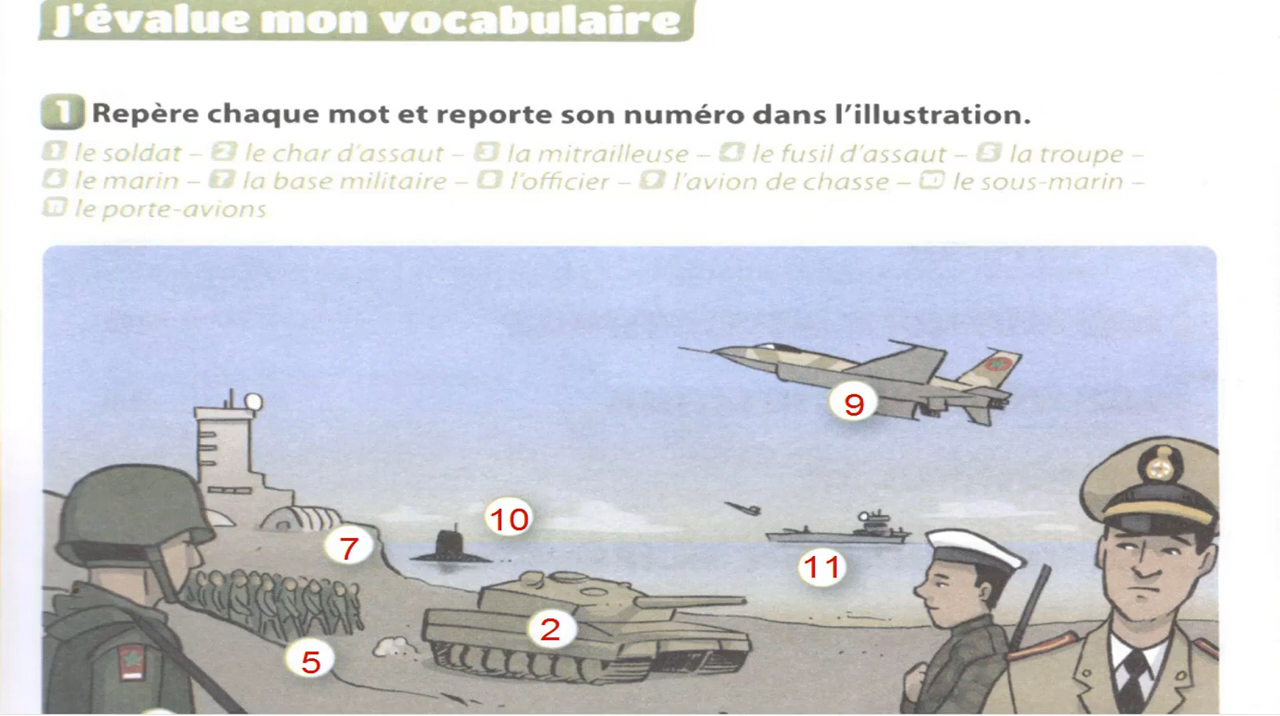 J'évalue mon vocabulaire
1 Repère chaque mot et reporte son numéro dans l'illustration.
1 le soldat – 2 le char d'assaut – 3 la mitrailleuse – 4 le fusil d'assaut – 5 la troupe –
6 le marin – 7 la base militaire – 8 l'officier – 9 l'avion de chasse – 10 le sous-marin –
11 le porte-avions
9
10
7
11
2
5